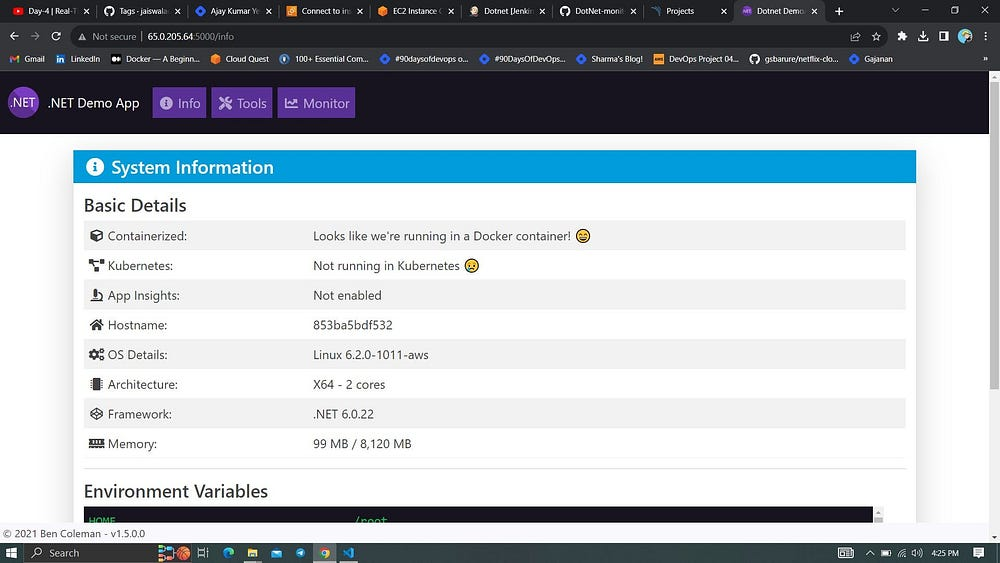 Day-4 | Real-T
Tags · jaiswala
Ajay Kumar Ye
Connect to ins
EC2 Instance C
Dotnet [Jenkin
DotNet-monit
Projects
Dotnet Demo
Not secure | 65.0.205.64:5000/info
Gmail
LinkedIn
Docker — A Beginn...
Cloud Quest
100+ Essential Com...
#90daysofdevops o...
#90DaysOfDevOps...
Sharma's Blog!
DevOps Project 04...
gsbarure/netflix-clo...
Gajanan
»
.NET .NET Demo App Info Tools Monitor
System Information
Basic Details
Containerized: Looks like we're running in a Docker container!
Kubernetes: Not running in Kubernetes
App Insights: Not enabled
Hostname: 853ba5bdf532
OS Details: Linux 6.2.0-1011-aws
Architecture: X64 - 2 cores
Framework: .NET 6.0.22
Memory: 99 MB / 8,120 MB
Environment Variables
HOME /root
© 2021 Ben Coleman - v1.5.0.0
Search 4:25 PM